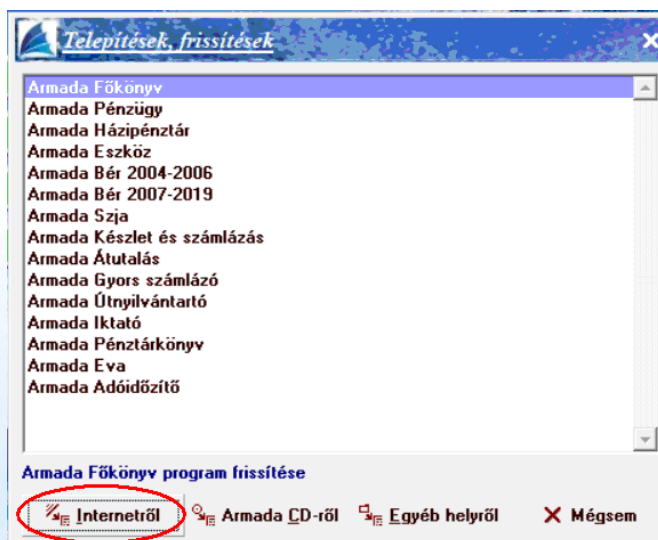 Telepítések, frissítések
Armada Főkönyv
Armada Pénzügy
Armada Házipénztár
Armada Eszköz
Armada Bér 2004-2006
Armada Bér 2007-2019
Armada Szja
Armada Készlet és számlázás
Armada Átutalás
Armada Gyors számlázó
Armada Útnyilvántartó
Armada Iktató
Armada Pénztárkönyv
Armada Eva
Armada Adóidőzítő
Armada Főkönyv program frissítése
Internetről Armada CD-ről Egyéb helyről Mégsem